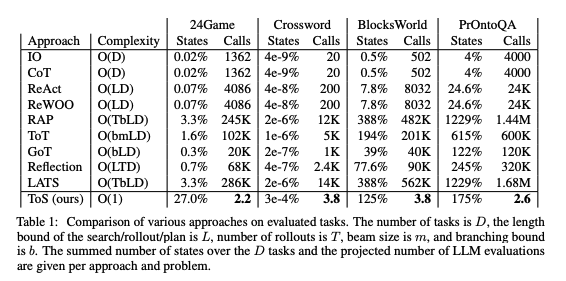 24Game Crossword BlocksWorld PrOntoQA
Approach Complexity States Calls States Calls States Calls States Calls
IO O(D) 0.02% 1362 4e-9% 20 0.5% 502 4% 4000
CoT O(D) 0.02% 1362 4e-9% 20 0.5% 502 4% 4000
ReAct O(LD) 0.07% 4086 4e-8% 200 7.8% 8032 24.6% 24K
ReWOO O(LD) 0.07% 4086 4e-8% 200 7.8% 8032 24.6% 24K
RAP O(TbLD) 3.3% 245K 2e-6% 12K 388% 482K 1229% 1.44M
ToT O(bmLD) 1.6% 102K 1e-6% 5K 194% 201K 615% 600K
GoT O(bLD) 0.3% 20K 2e-7% 1K 39% 40K 122% 120K
Reflection O(LTD) 0.7% 68K 4e-7% 2.4K 77.6% 90K 245% 320K
LATS O(TbLD) 3.3% 286K 2e-6% 14K 388% 562K 1229% 1.68M
ToS (ours) O(1) 27.0% 2.2 3e-4% 3.8 125% 3.8 175% 2.6
Table 1: Comparison of various approaches on evaluated tasks. The number of tasks is D, the length
bound of the search/rollout/plan is L, number of rollouts is T, beam size is m, and branching bound
is b. The summed number of states over the D tasks and the projected number of LLM evaluations
are given per approach and problem.